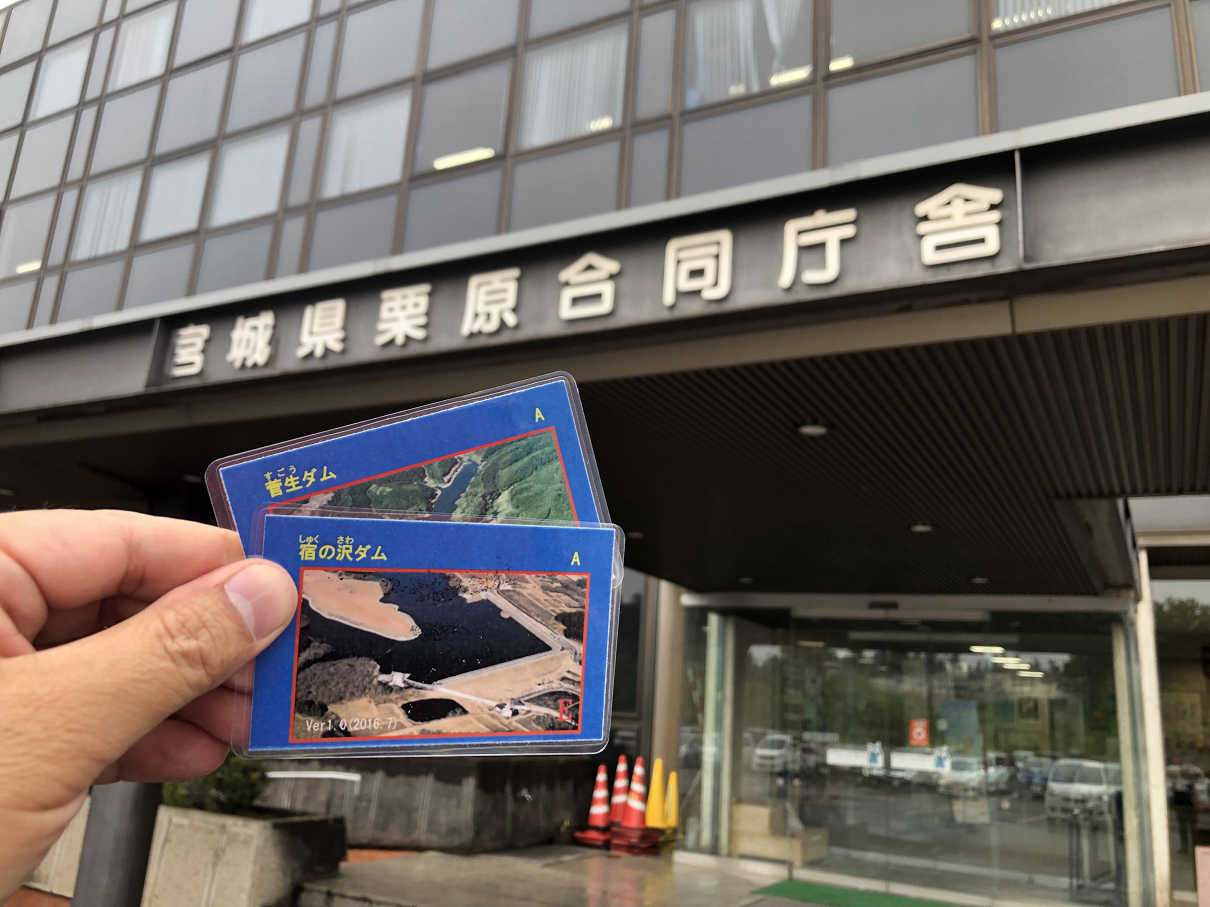 宮城県栗原合同庁舎
A
すごう
菅生ダム
しゅく さわ
宿の沢ダム
A
E
Ver1.0(2016.7)